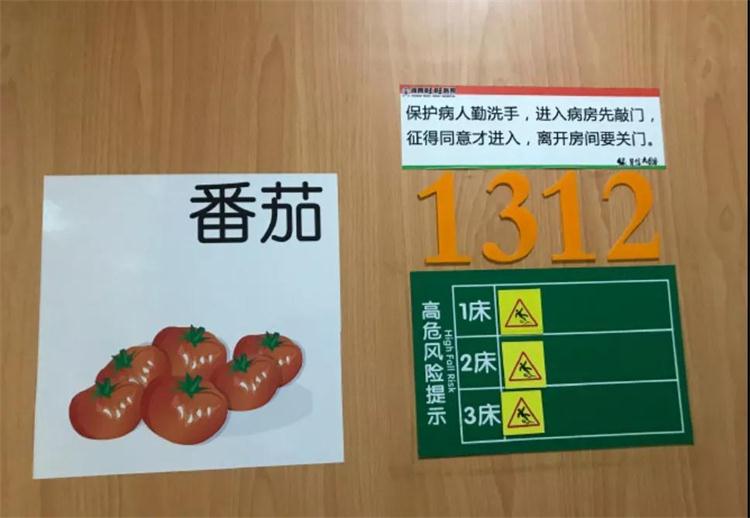 番茄
保护病人勤洗手，进入病房先敲门，
征得同意才进入，离开房间要关门。
1312
高危风险提示
High Fall Risk
1床
2床
3床